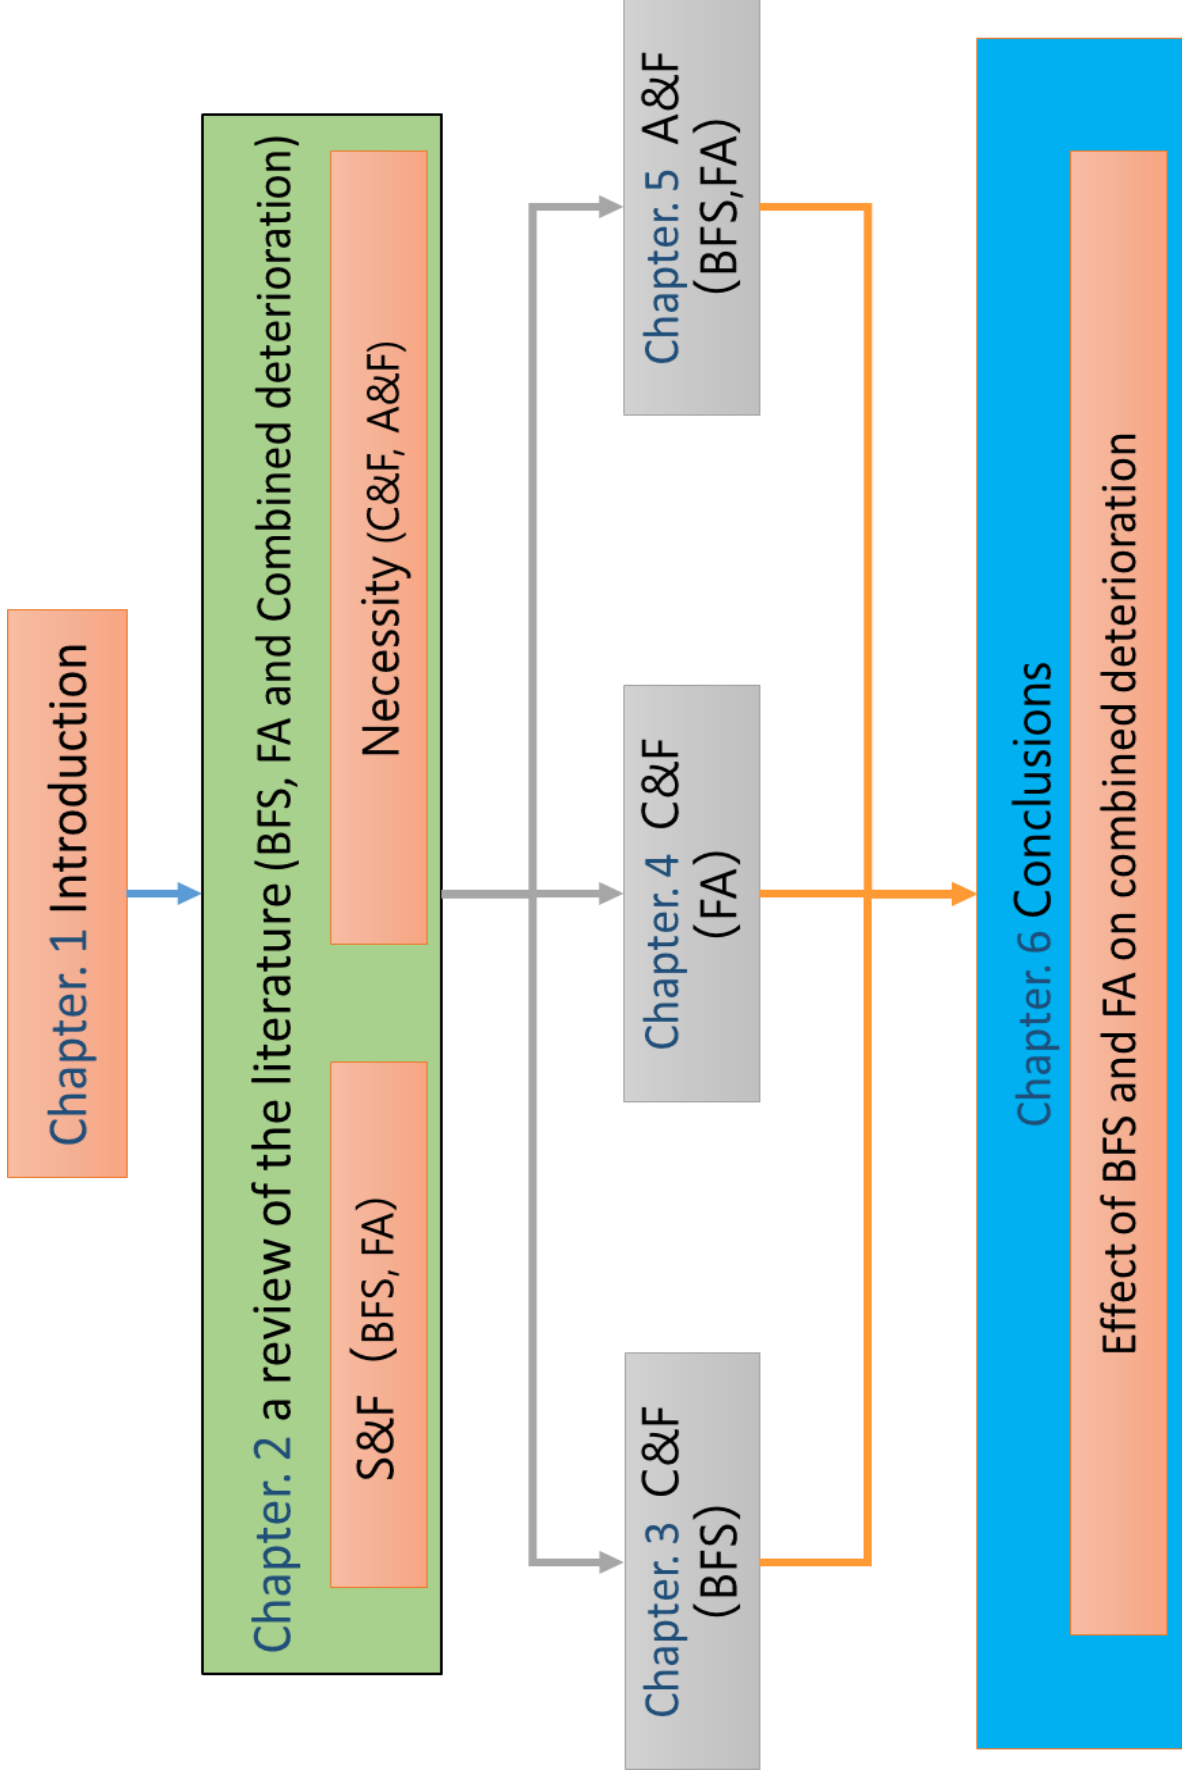 Chapter. 1 Introduction
Chapter. 2 a review of the literature (BFS, FA and Combined deterioration)
S&F (BFS, FA)
Necessity (C&F, A&F)
Chapter. 3 C&F
(BFS)
Chapter. 4 C&F
(FA)
Chapter. 5 A&F
(BFS,FA)
Chapter. 6 Conclusions
Effect of BFS and FA on combined deterioration